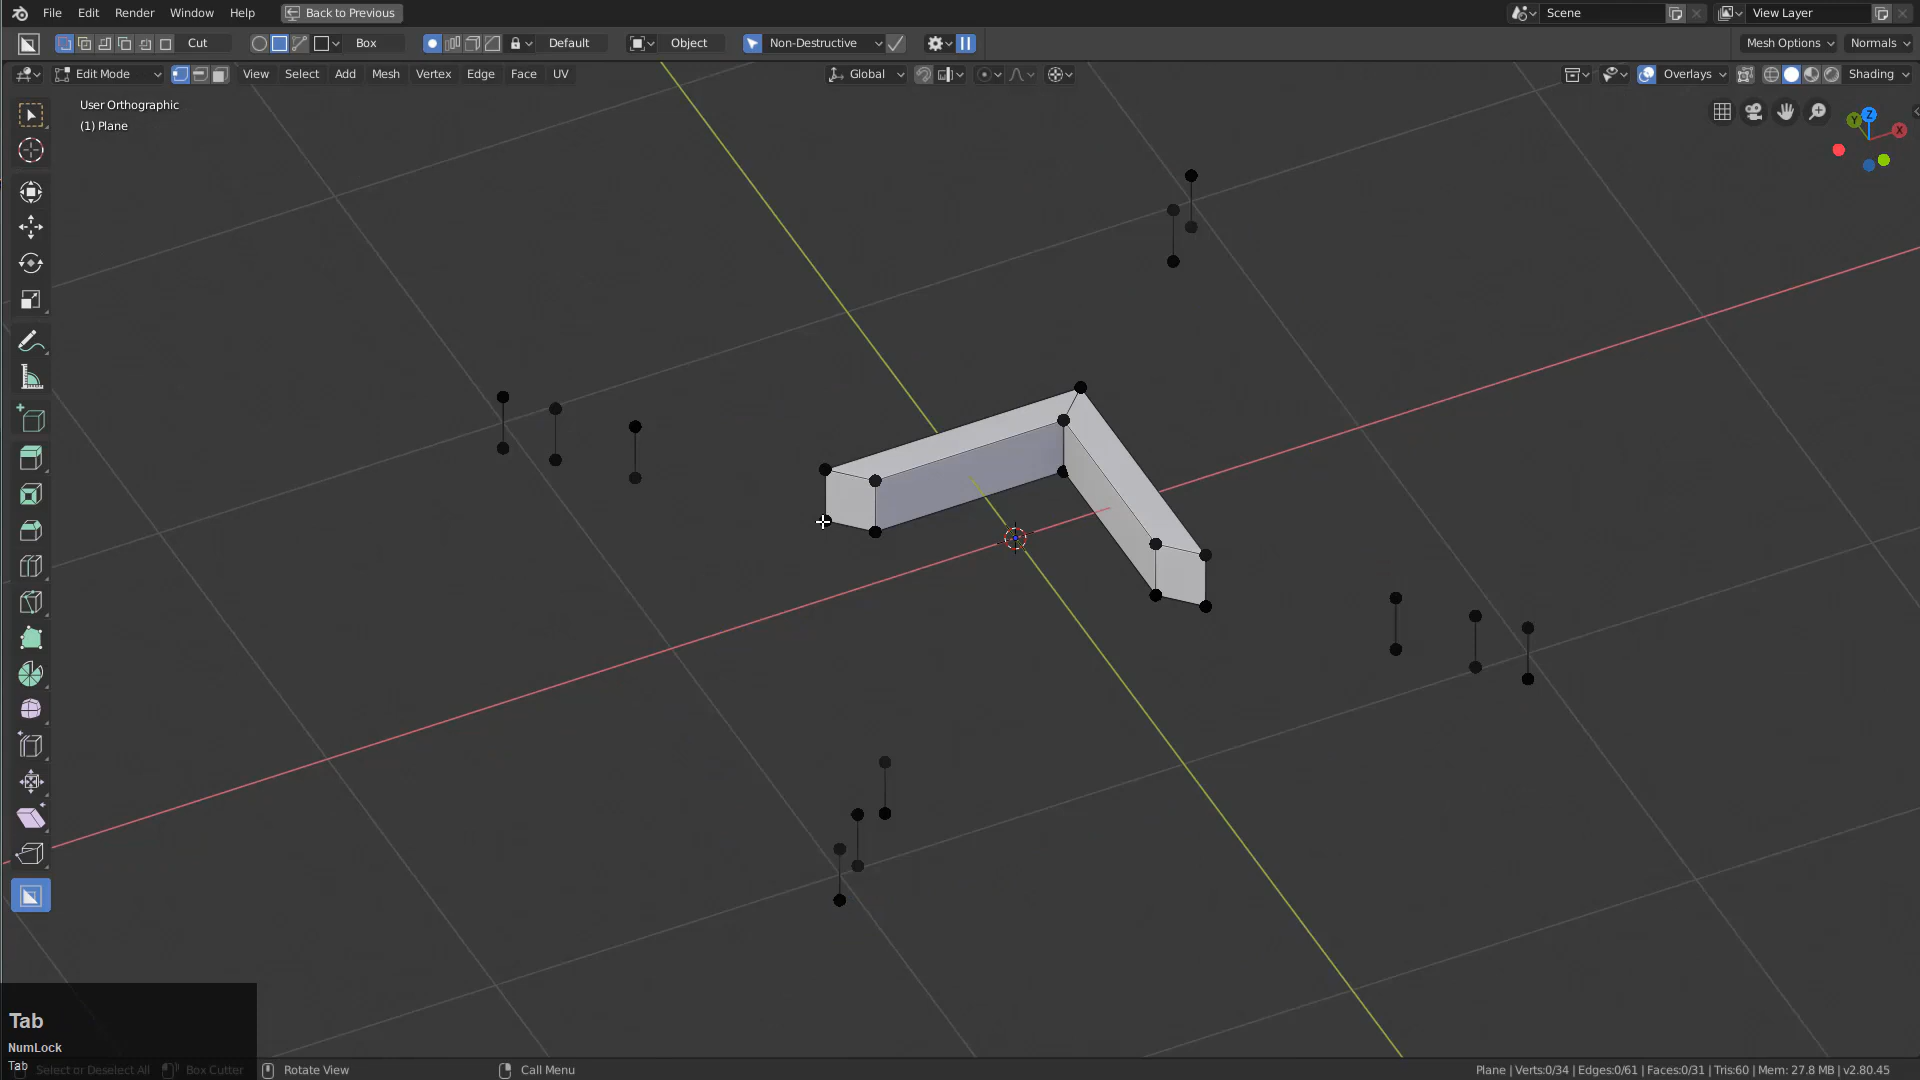 File Edit Render Window Help Back to Previous Scene View Layer
Cut Box Default Object Non-Destructive Mesh Options Normals
Edit Mode View Select Add Mesh Vertex Edge Face UV Global Overlays Shading
User Orthographic
(1) Plane
Z
Y
X
Tab
NumLock
Tab
Select or Deselect All Box Cutter Rotate View Call Menu Plane | Verts:0/34 | Edges:0/61 | Faces:0/31 | Tris:60 | Mem: 27.8 MB | v2.80.45